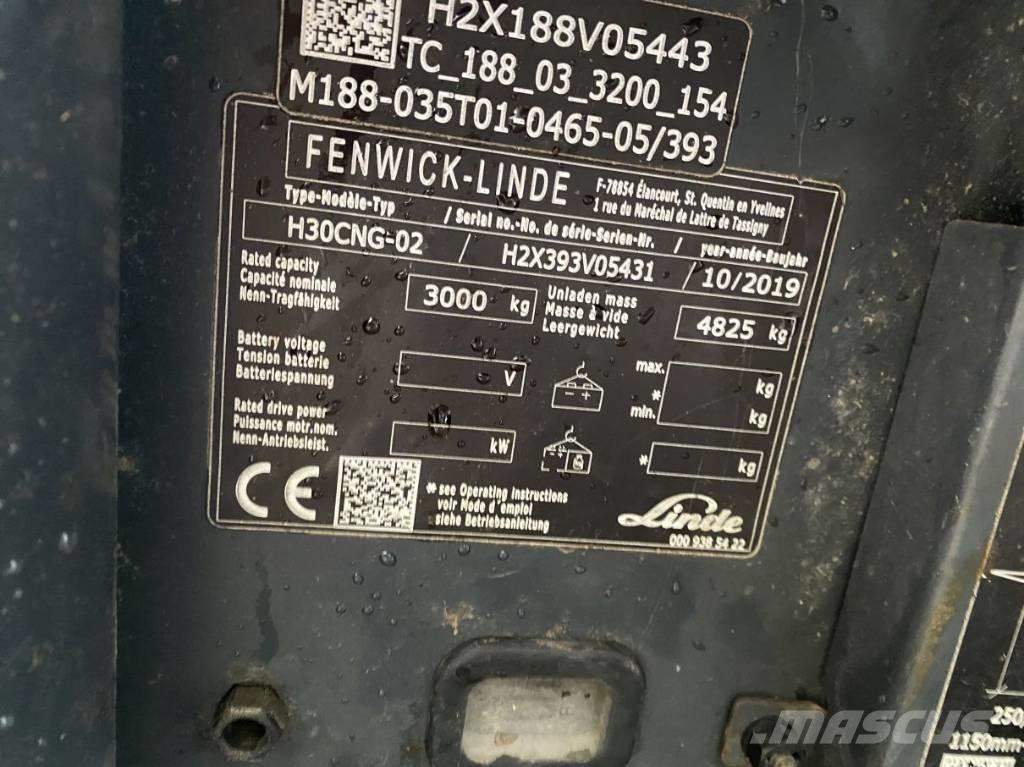 H2X188V05443
TC_188_03_3200_154
M188-035T01-0465-05/393
FENWICK-LINDE
F-78854 Élancourt, St. Quentin en Yvelines
1 rue du Maréchal de Lattre de Tassigny
Type-Modèle-Typ / Serial no.-No. de série-Serien-Nr. / year-année-Baujahr
H30CNG-02 / H2X393V05431 / 10/2019
Rated capacity
Capacité nominale
Nenn-Tragfähigkeit
3000 kg
Unladen mass
Masse à vide
Leergewicht
4825 kg
Battery voltage
Tension batterie
Batteriespannung
V
max. kg
*
min. kg
Rated drive power
Puissance motr.nom.
Nenn-Antriebsleist.
kW
* kg
CE
* see Operating Instructions
voir Mode d'emploi
siehe Betriebsanleitung
Linde
000 938 54 22
250
1150mm
MASCUS